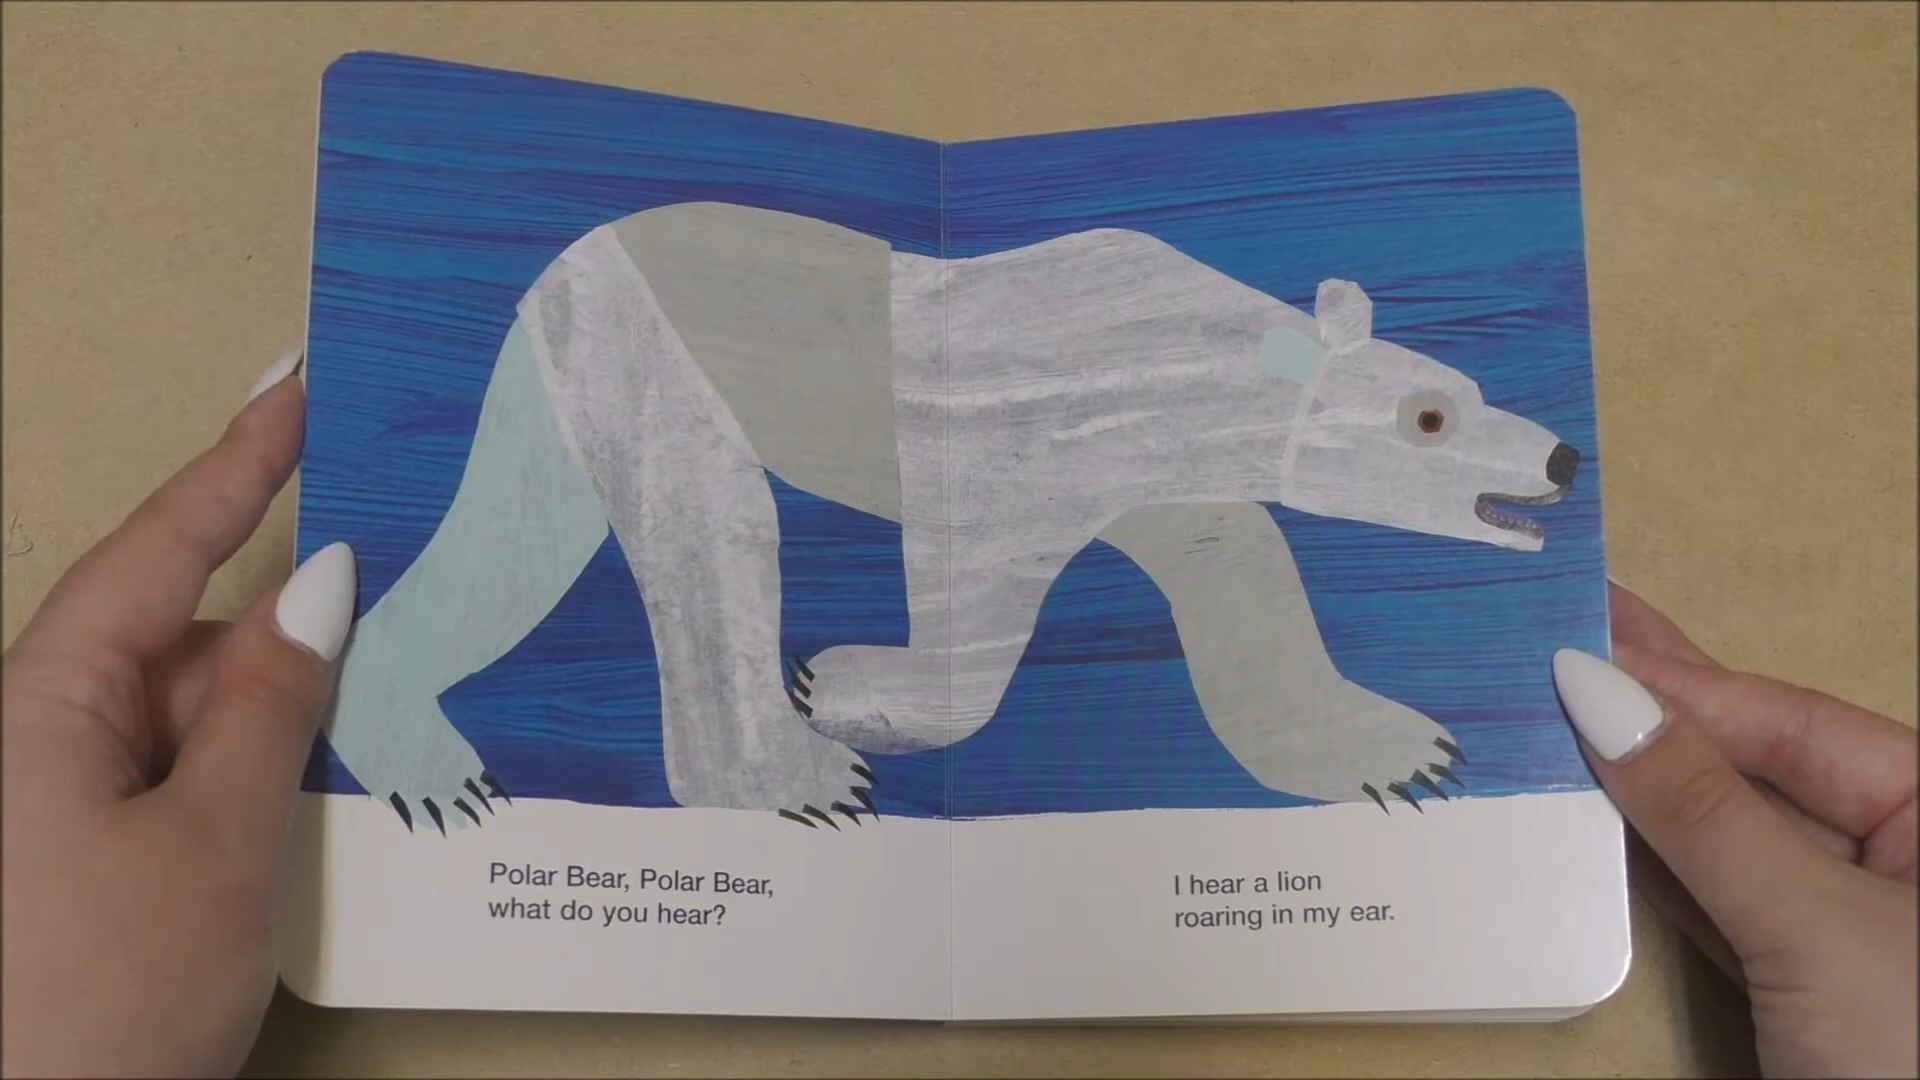 Polar Bear, Polar Bear,
what do you hear?
I hear a lion
roaring in my ear.